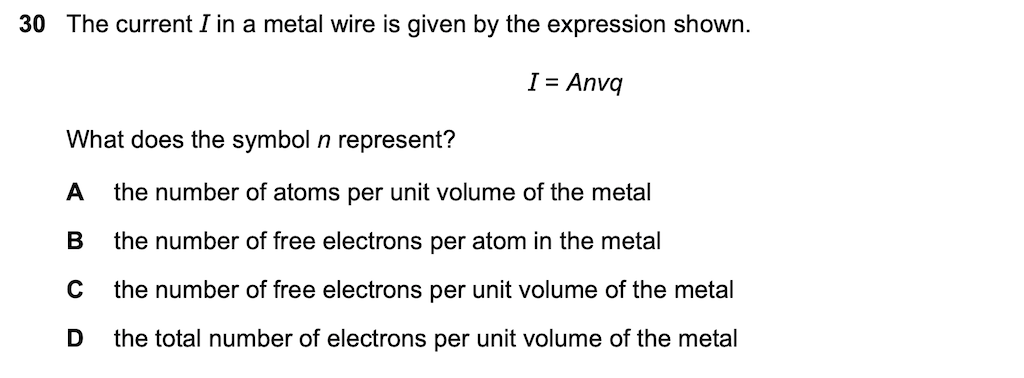 30 The current I in a metal wire is given by the expression shown.
I = Anvq
What does the symbol n represent?
A the number of atoms per unit volume of the metal
B the number of free electrons per atom in the metal
C the number of free electrons per unit volume of the metal
D the total number of electrons per unit volume of the metal